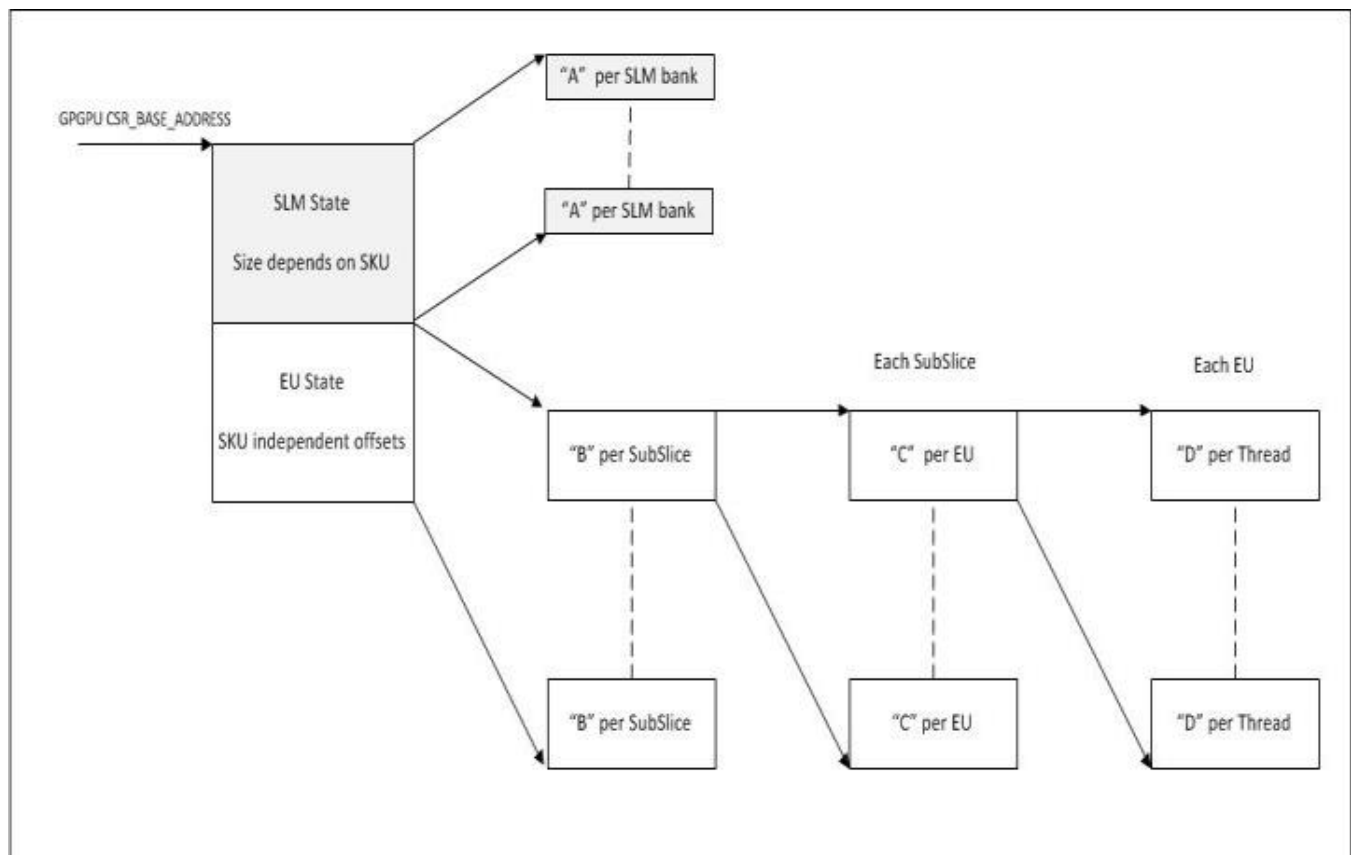 "A" per SLM bank
GPGPU CSR_BASE_ADDRESS
SLM State
"A" per SLM bank
Size depends on SKU
EU State
Each SubSlice
Each EU
SKU independent offsets
"B" per SubSlice
"C" per EU
"D" per Thread
"B" per SubSlice
"C" per EU
"D" per Thread